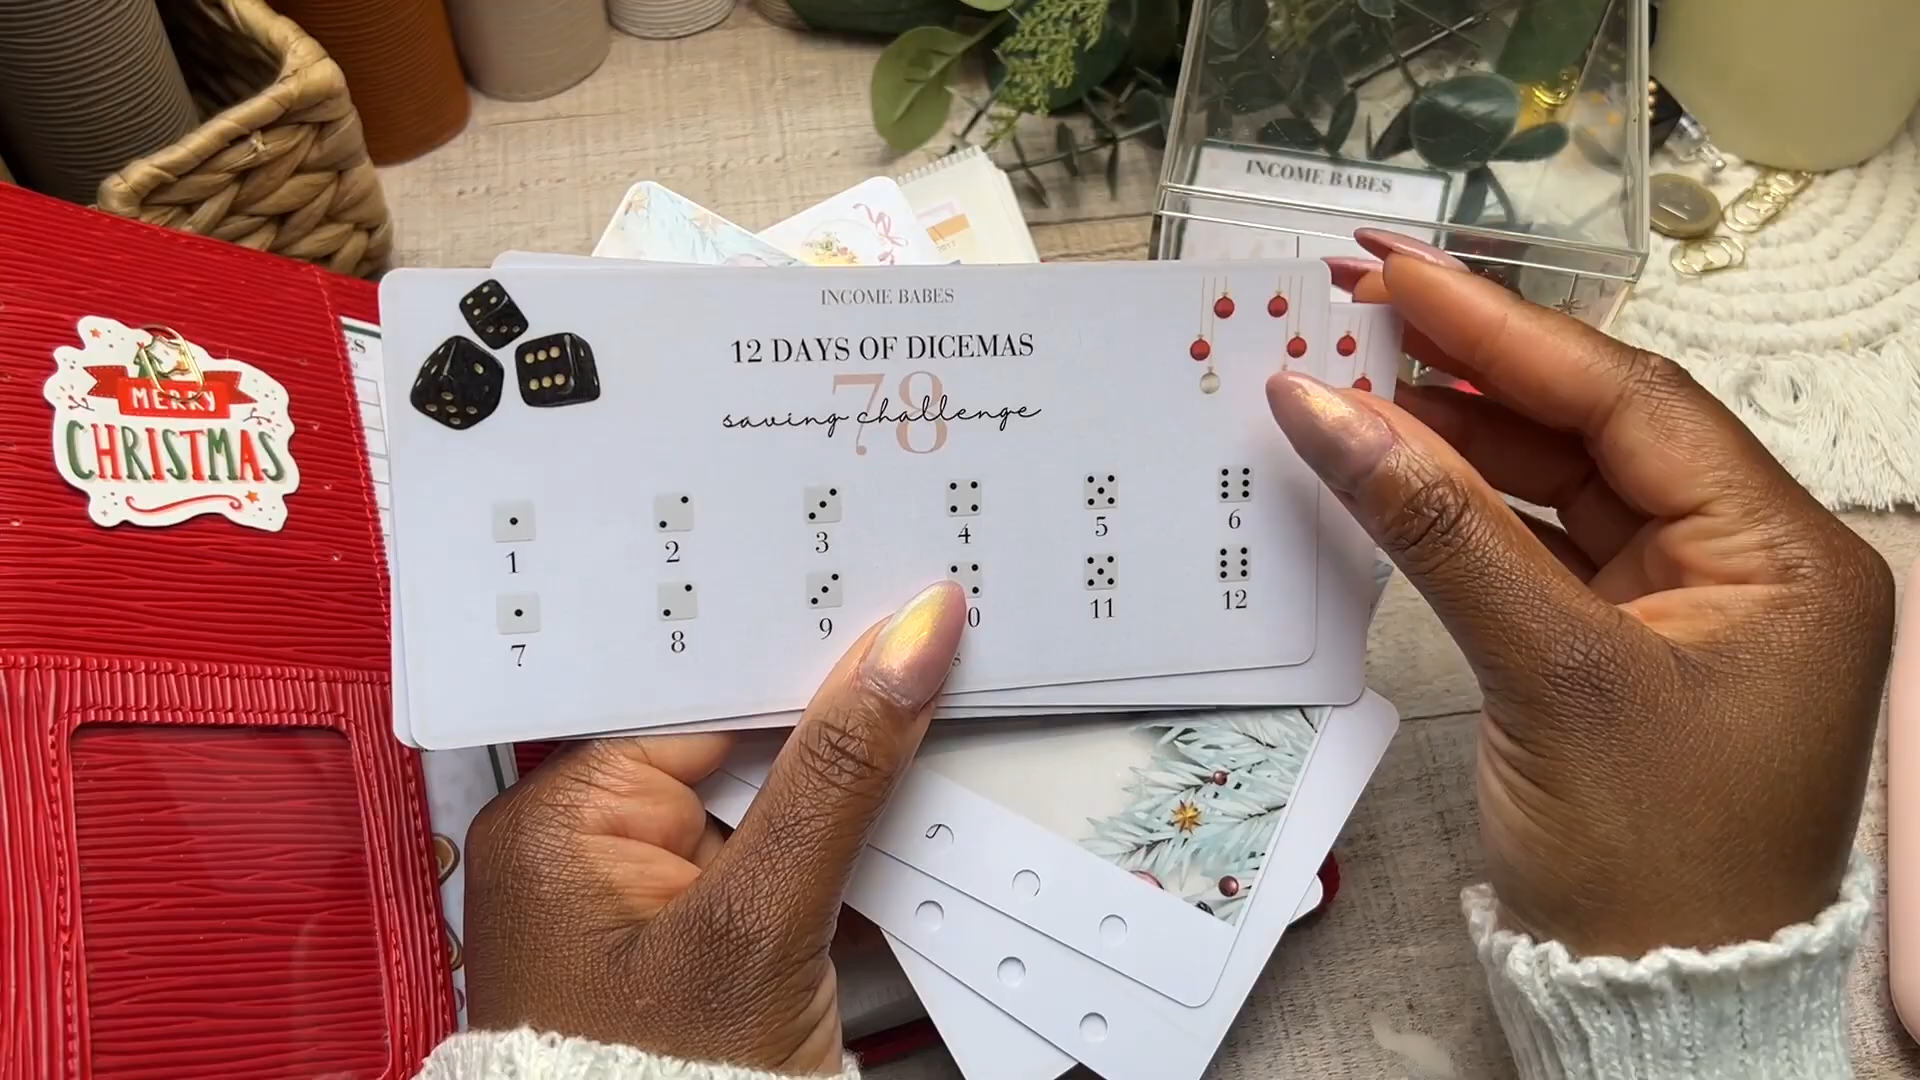 INCOME BABES
MERRY
CHRISTMAS
INCOME BABES
12 DAYS OF DICEMAS
78
saving challenge
1 2 3 4 5 6
7 8 9 0 11 12